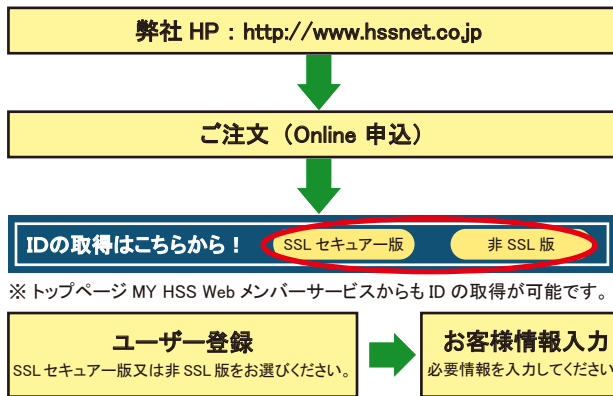 弊社 HP : http://www.hssnet.co.jp
ご注文 (Online 申込)
IDの取得はこちらから！ SSL セキュアー版 非 SSL 版
※ トップページ MY HSS Web メンバーサービスからも ID の取得が可能です。
ユーザー登録
SSL セキュアー版又は非 SSL 版をお選びください。
お客様情報入力
必要情報を入力してください